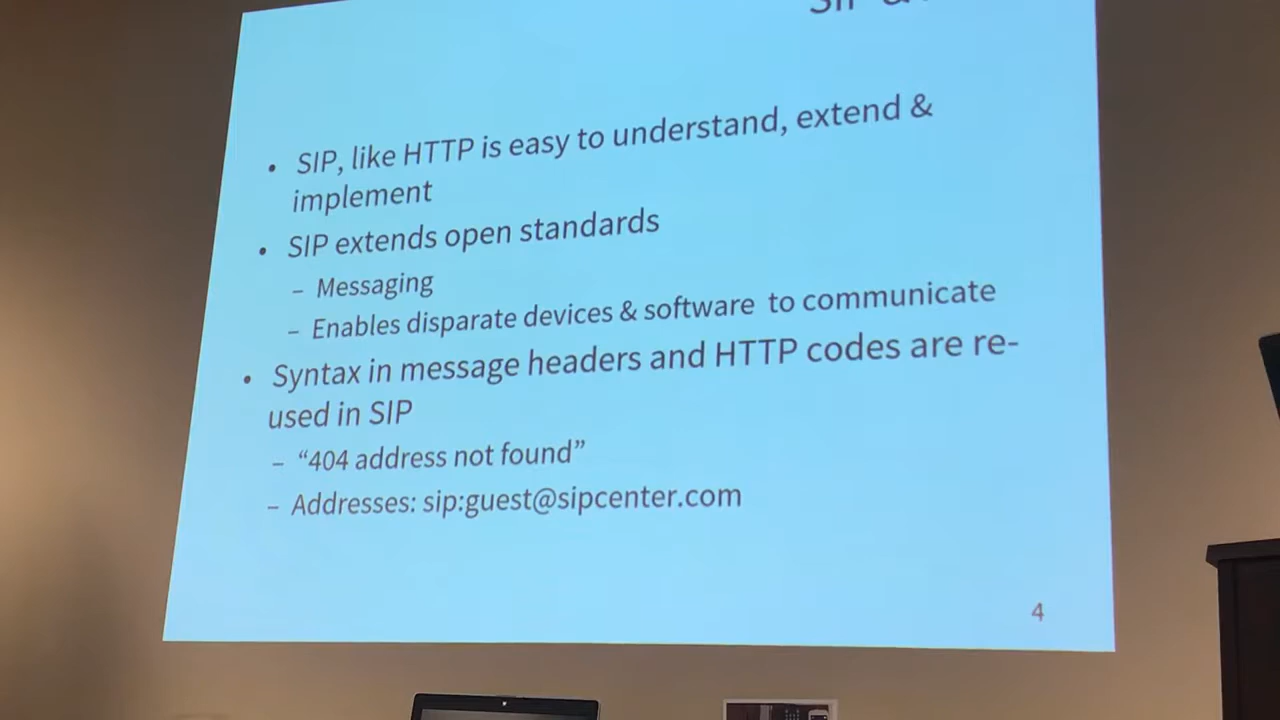 • SIP, like HTTP is easy to understand, extend &
implement
• SIP extends open standards
– Messaging
– Enables disparate devices & software to communicate
• Syntax in message headers and HTTP codes are re-
used in SIP
– “404 address not found”
– Addresses: sip:guest@sipcenter.com
4